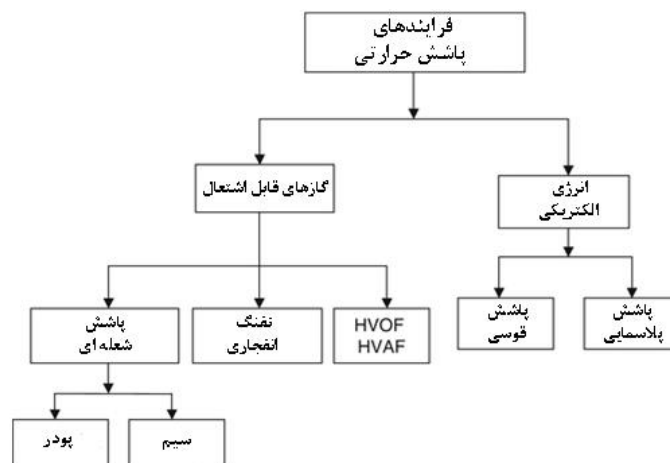 فرایندهای
پاشش حرارتی
انرژی
الکتریکی
گازهای قابل اشتعال
پاشش
پلاسمایی
پاشش
قوسی
HVOF
HVAF
تفنگ
انفجاری
پاشش
شعله ای
سیم
پودر